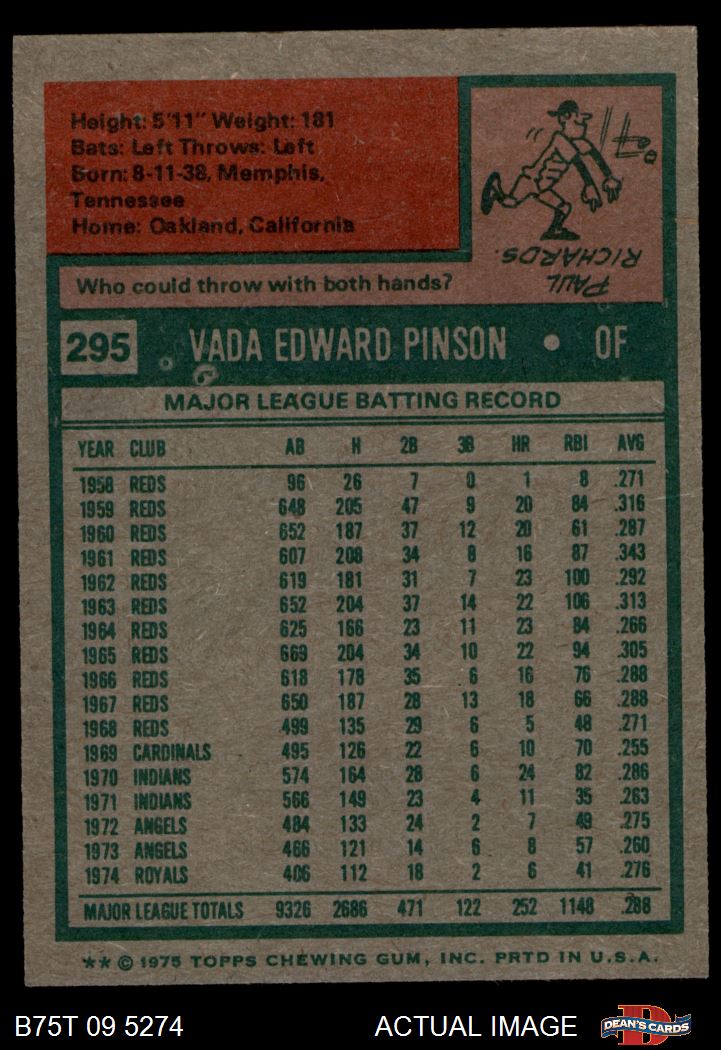 Height: 5'11" Weight: 181
Bats: Left Throws: Left
Born: 8-11-38, Memphis,
Tennessee
Home: Oakland, California
PAUL
RICHARDS.
Who could throw with both hands?
295 VADA EDWARD PINSON • OF
MAJOR LEAGUE BATTING RECORD
YEAR CLUB AB H 2B 3B HR RBI AVG
1958 REDS 96 26 7 0 1 8 .271
1959 REDS 648 205 47 9 20 84 .316
1960 REDS 652 187 37 12 20 61 .287
1961 REDS 607 208 34 8 16 87 .343
1962 REDS 619 181 31 7 23 100 .292
1963 REDS 652 204 37 14 22 106 .313
1964 REDS 625 166 23 11 23 84 .266
1965 REDS 669 204 34 10 22 94 .305
1966 REDS 618 178 35 6 16 76 .288
1967 REDS 650 187 28 13 18 66 .288
1968 REDS 499 135 29 6 5 48 .271
1969 CARDINALS 495 126 22 6 10 70 .255
1970 INDIANS 574 164 28 6 24 82 .286
1971 INDIANS 566 149 23 4 11 35 .263
1972 ANGELS 484 133 24 2 7 49 .275
1973 ANGELS 466 121 14 6 8 57 .260
1974 ROYALS 406 112 18 2 6 41 .276
MAJOR LEAGUE TOTALS 9326 2686 471 122 252 1148 .288
** © 1975 TOPPS CHEWING GUM, INC. PRTD IN U.S.A.
B75T 09 5274 ACTUAL IMAGE D DEAN'S CARDS